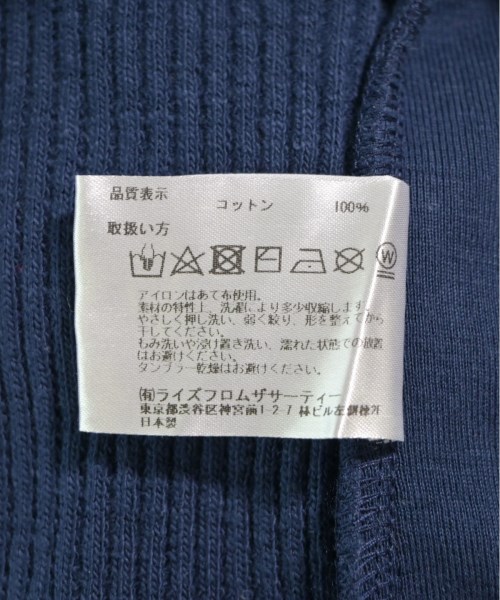 品質表示
コットン 100%
取扱い方
W
アイロンはあて布使用。
素材の特性上、洗濯により多少収縮します。
やさしく押し洗い、弱く絞り、形を整えてから
干してください。
もみ洗いや浸け置き洗い、濡れた状態での放置
はお避けください。
タンブラー乾燥はお避けください。
(有)ライズフロムザサーティー
東京都渋谷区神宮前1-2-7 林ビル左
日本製